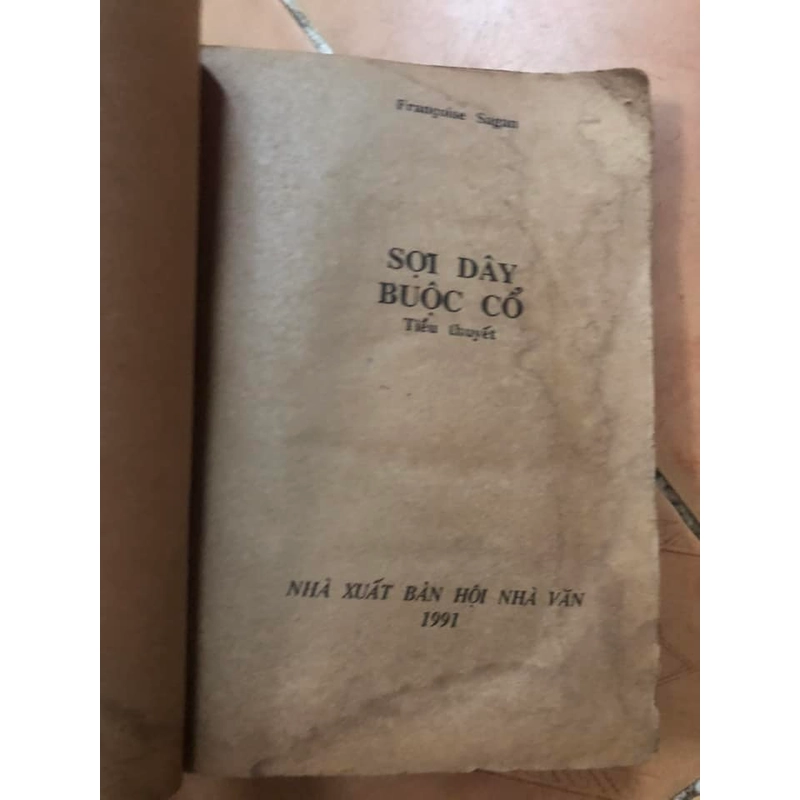 Françoise Sagan
SỢI DÂY
BUỘC CỔ
Tiểu thuyết
NHÀ XUẤT BẢN HỘI NHÀ VĂN
1991